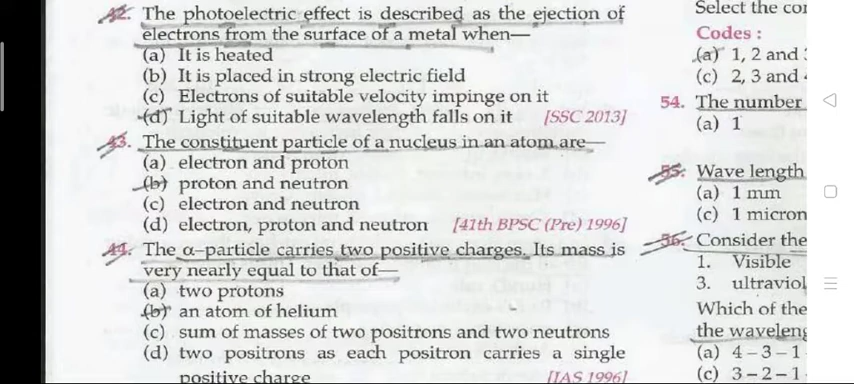 42. The photoelectric effect is described as the ejection of
electrons from the surface of a metal when—
(a) It is heated
(b) It is placed in strong electric field
(c) Electrons of suitable velocity impinge on it
(d) Light of suitable wavelength falls on it [SSC 2013]
43. The constituent particle of a nucleus in an atom are—
(a) electron and proton
(b) proton and neutron
(c) electron and neutron
(d) electron, proton and neutron [41th BPSC (Pre) 1996]
44. The α–particle carries two positive charges. Its mass is
very nearly equal to that of—
(a) two protons
(b) an atom of helium
(c) sum of masses of two positrons and two neutrons
(d) two positrons as each positron carries a single
positive charge [IAS 1996]
Select the cor
Codes :
(a) 1, 2 and 3
(c) 2, 3 and 4
54. The number
(a) 1
55. Wave length
(a) 1 mm
(c) 1 micron
56. Consider the
1. Visible
3. ultraviol
Which of the
the waveleng
(a) 4 – 3 – 1
(c) 3 – 2 – 1